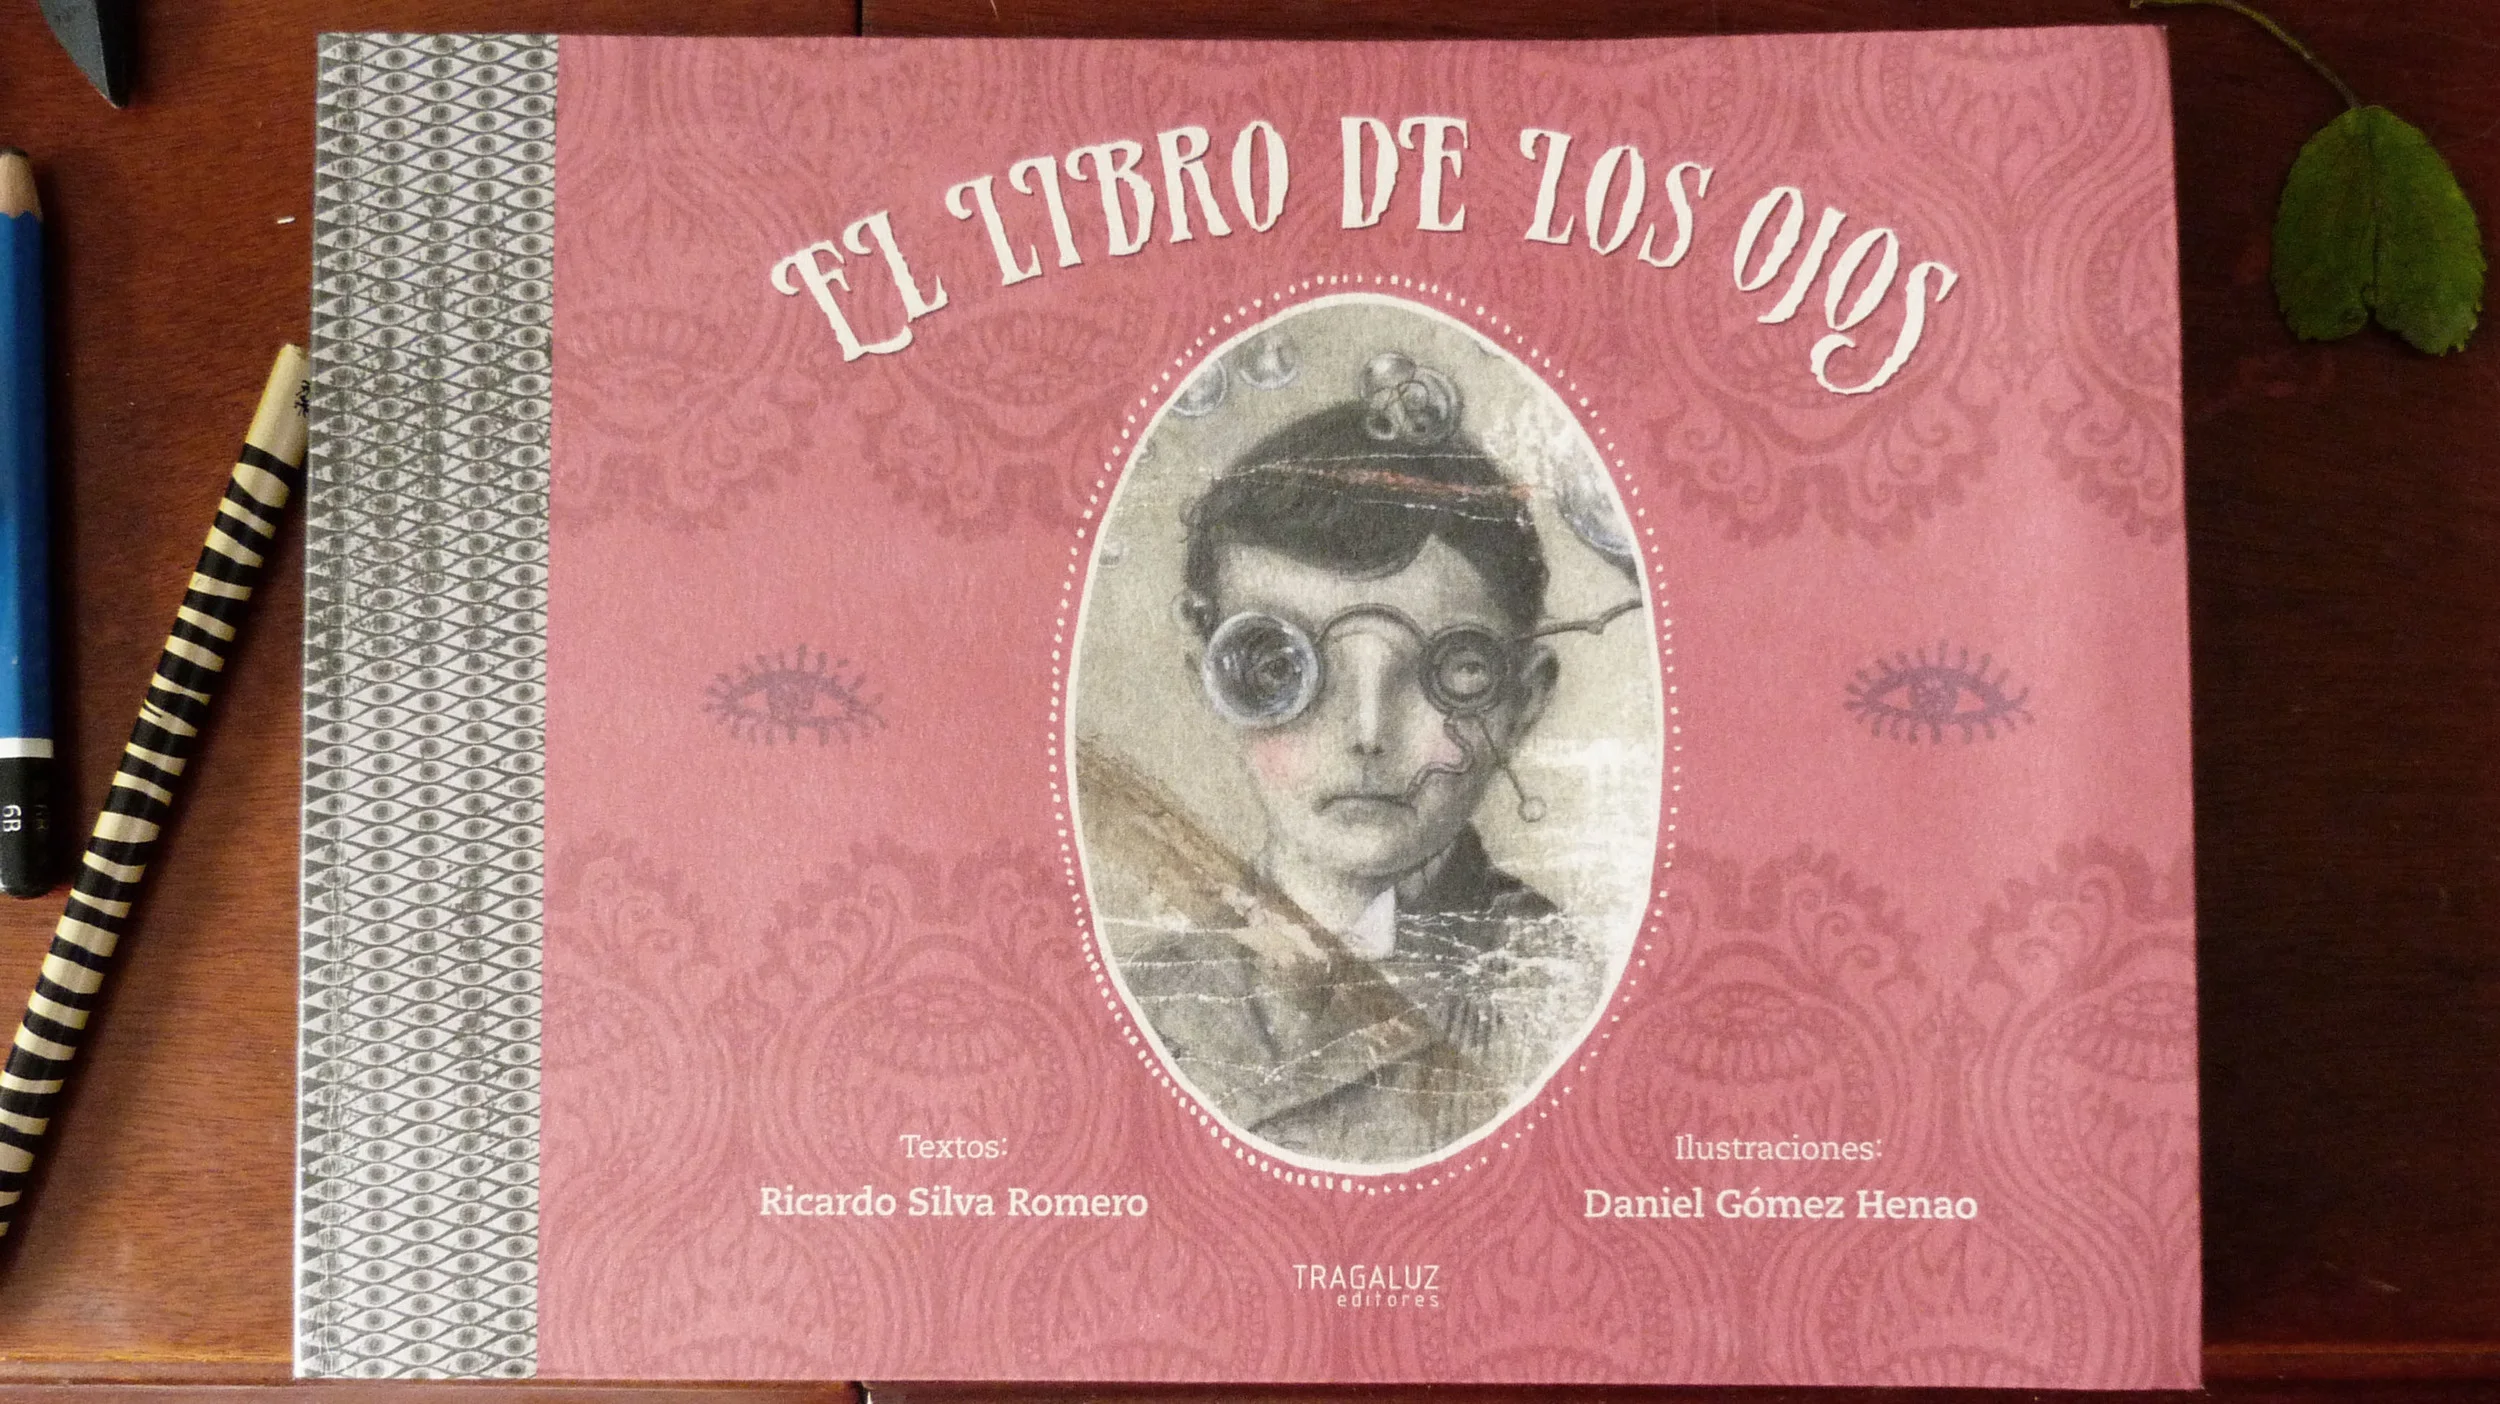 EL LIBRO DE LOS OJOS
Textos:
Ricardo Silva Romero
Ilustraciones:
Daniel Gómez Henao
TRAGALUZ
editores
6B